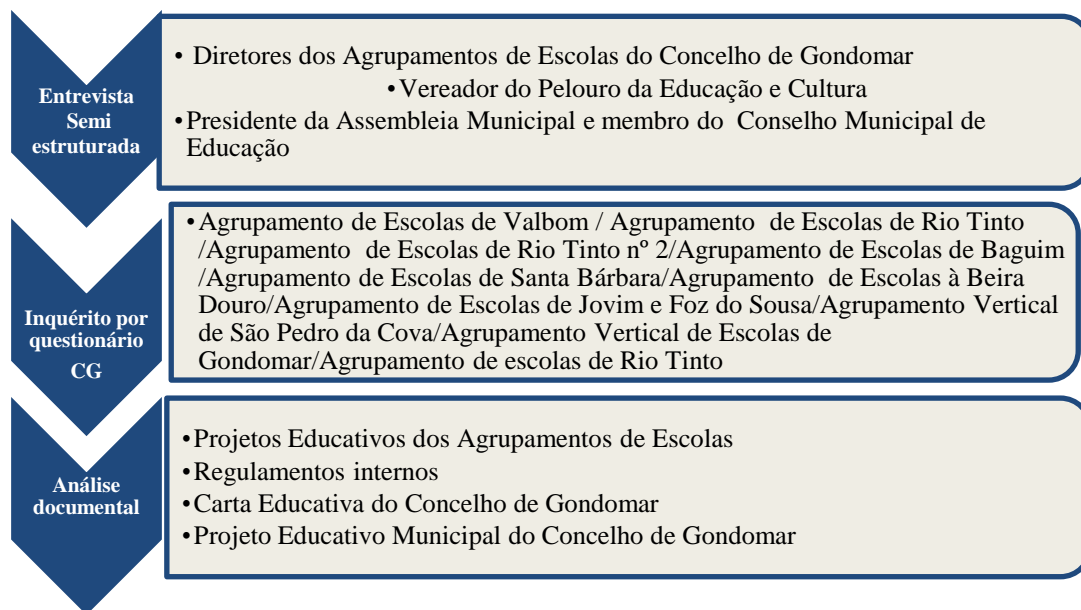 Entrevista
Semi
estruturada
• Diretores dos Agrupamentos de Escolas do Concelho de Gondomar
•Vereador do Pelouro da Educação e Cultura
•Presidente da Assembleia Municipal e membro do Conselho Municipal de
Educação
Inquérito por
questionário
CG
•Agrupamento de Escolas de Valbom / Agrupamento de Escolas de Rio Tinto
/Agrupamento de Escolas de Rio Tinto nº 2/Agrupamento de Escolas de Baguim
/Agrupamento de Escolas de Santa Bárbara/Agrupamento de Escolas à Beira
Douro/Agrupamento de Escolas de Jovim e Foz do Sousa/Agrupamento Vertical
de São Pedro da Cova/Agrupamento Vertical de Escolas de
Gondomar/Agrupamento de escolas de Rio Tinto
Análise
documental
•Projetos Educativos dos Agrupamentos de Escolas
•Regulamentos internos
•Carta Educativa do Concelho de Gondomar
•Projeto Educativo Municipal do Concelho de Gondomar